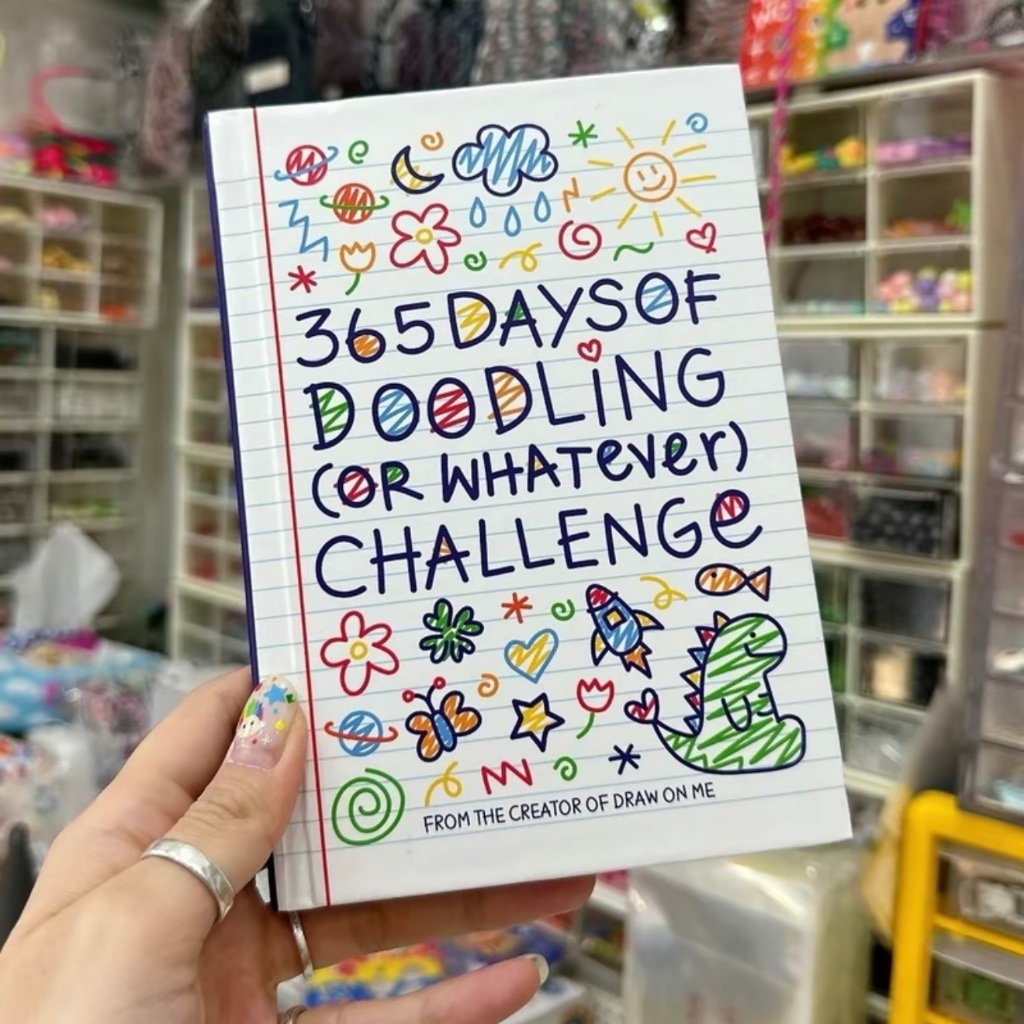 365 DAYS OF
DOODLiNG
(OR WHATever)
CHALLENGe
FROM THE CREATOR OF DRAW ON ME